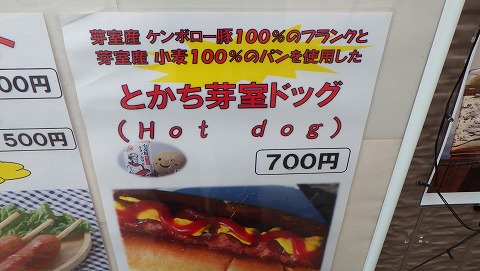 芽室産 ケンボロー豚100%のフランクと
芽室産 小麦100%のパンを使用した
とかち芽室ドッグ
(Hot dog)
700円
00円
500円